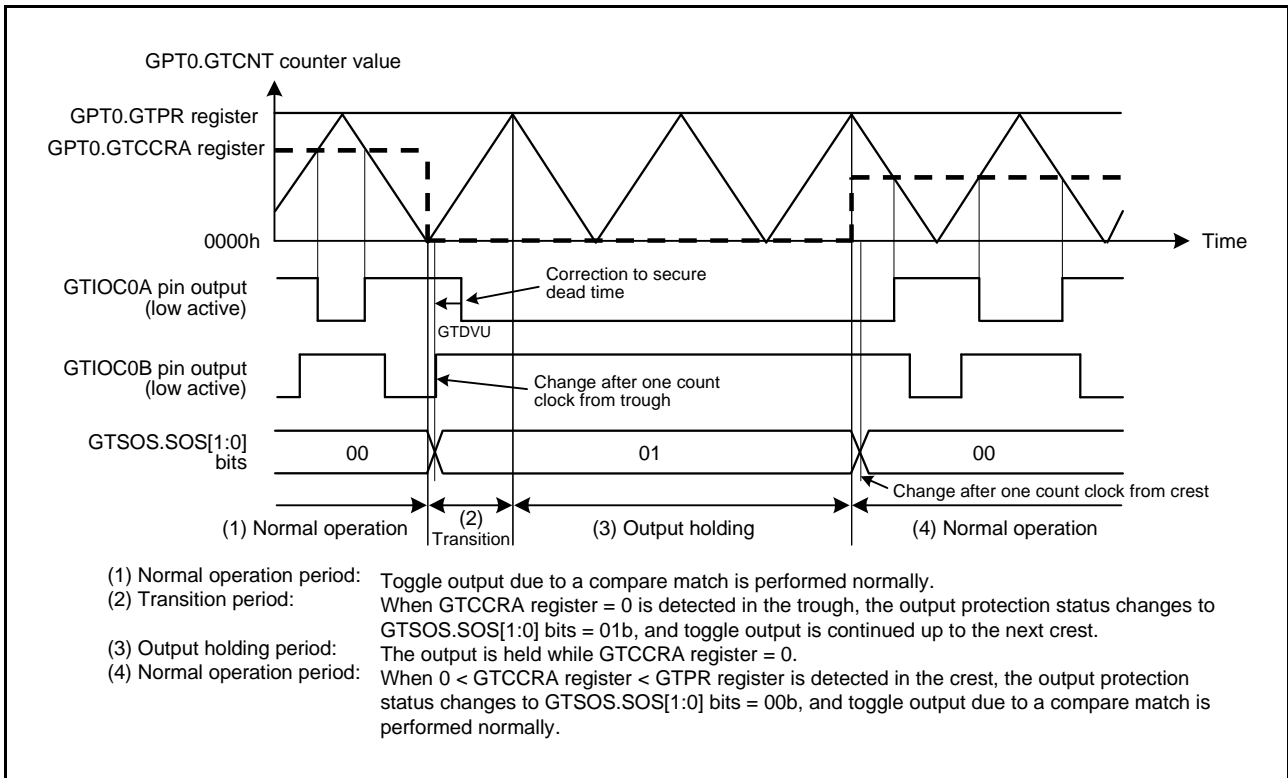 GPT0.GTCNT counter value
GPT0.GTPR register
GPT0.GTCCRA register
0000h
Time
GTIOC0A pin output
(low active)
Correction to secure
dead time
GTDVU
GTIOC0B pin output
(low active)
Change after one count
clock from trough
GTSOS.SOS[1:0]
bits
00
01
00
Change after one count clock from crest
(1) Normal operation
(2)
Transition
(3) Output holding
(4) Normal operation
(1) Normal operation period: Toggle output due to a compare match is performed normally.
(2) Transition period: When GTCCRA register = 0 is detected in the trough, the output protection status changes to
GTSOS.SOS[1:0] bits = 01b, and toggle output is continued up to the next crest.
(3) Output holding period: The output is held while GTCCRA register = 0.
(4) Normal operation period: When 0 < GTCCRA register < GTPR register is detected in the crest, the output protection
status changes to GTSOS.SOS[1:0] bits = 00b, and toggle output due to a compare match is
performed normally.